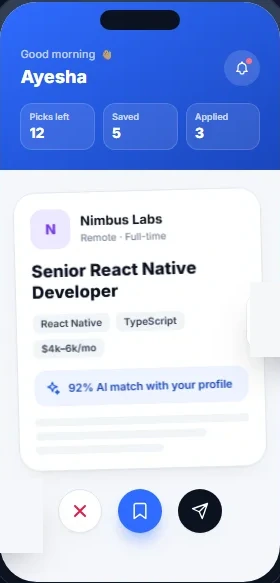 Good morning 👋
Ayesha
Picks left
Saved
Applied
12
5
3
N
Nimbus Labs
Remote · Full-time
Senior React Native
Developer
React Native
TypeScript
$4k–6k/mo
92% AI match with your profile